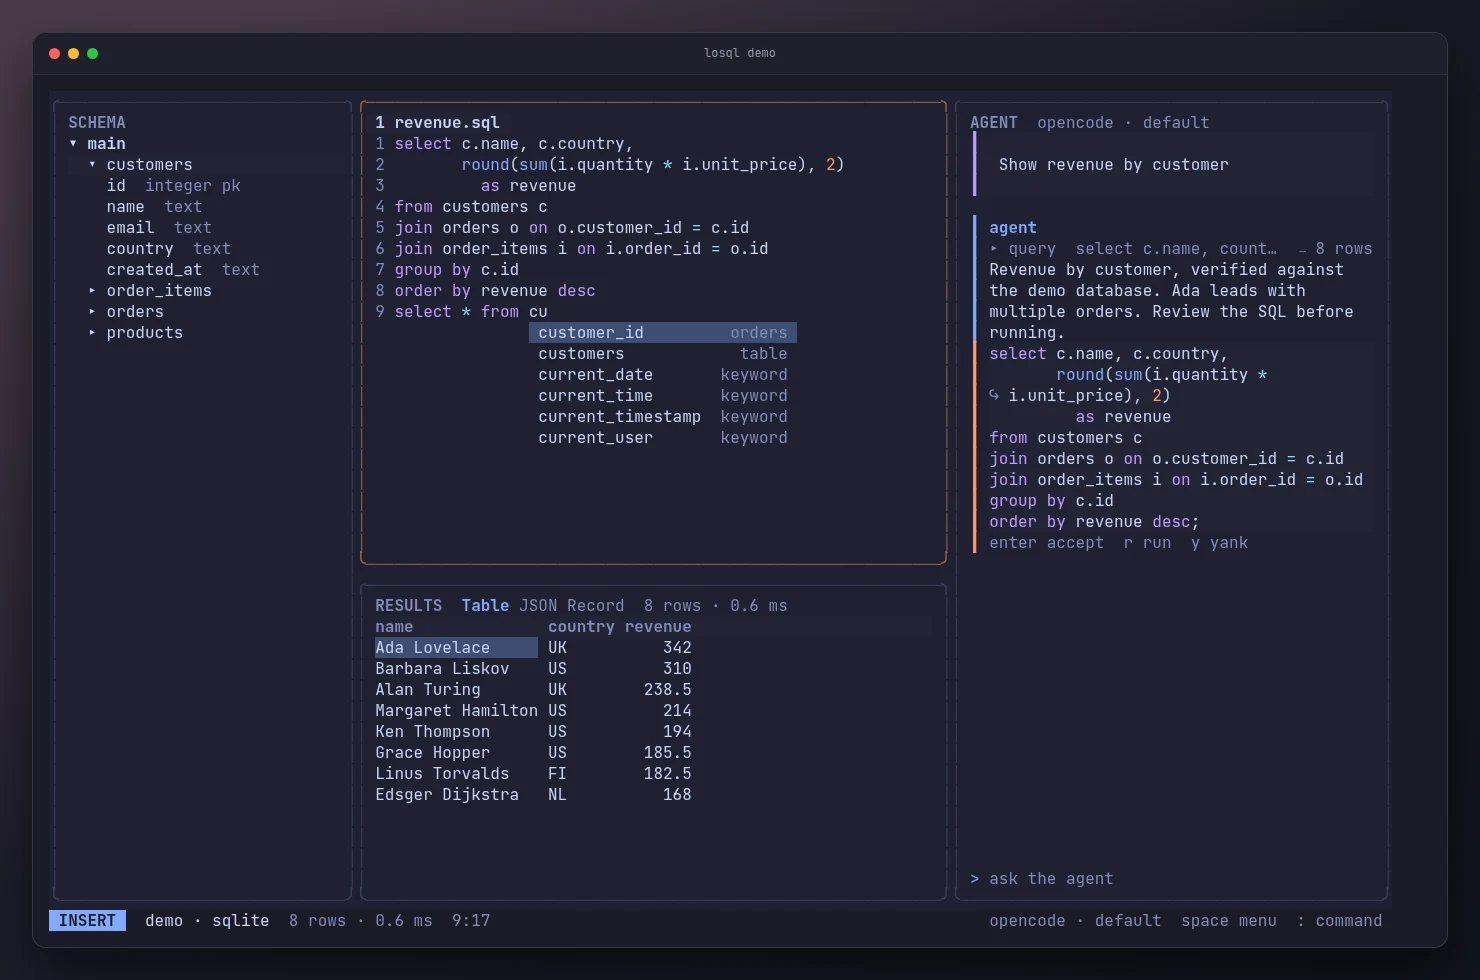 losql demo
SCHEMA
▾ main
▾ customers
id integer pk
name text
email text
country text
created_at text
▸ order_items
▸ orders
▸ products
1 revenue.sql
1 select c.name, c.country,
2 round(sum(i.quantity * i.unit_price), 2)
3 as revenue
4 from customers c
5 join orders o on o.customer_id = c.id
6 join order_items i on i.order_id = o.id
7 group by c.id
8 order by revenue desc
9 select * from cu
customer_id orders
customers table
current_date keyword
current_time keyword
current_timestamp keyword
current_user keyword
RESULTS Table JSON Record 8 rows · 0.6 ms
name country revenue
Ada Lovelace UK 342
Barbara Liskov US 310
Alan Turing UK 238.5
Margaret Hamilton US 214
Ken Thompson US 194
Grace Hopper US 185.5
Linus Torvalds FI 182.5
Edsger Dijkstra NL 168
AGENT opencode · default
Show revenue by customer
agent
▸ query select c.name, count… – 8 rows
Revenue by customer, verified against
the demo database. Ada leads with
multiple orders. Review the SQL before
running.
select c.name, c.country,
round(sum(i.quantity *
↪ i.unit_price), 2)
as revenue
from customers c
join orders o on o.customer_id = c.id
join order_items i on i.order_id = o.id
group by c.id
order by revenue desc;
enter accept r run y yank
> ask the agent
INSERT demo · sqlite 8 rows · 0.6 ms 9:17
opencode · default space menu : command